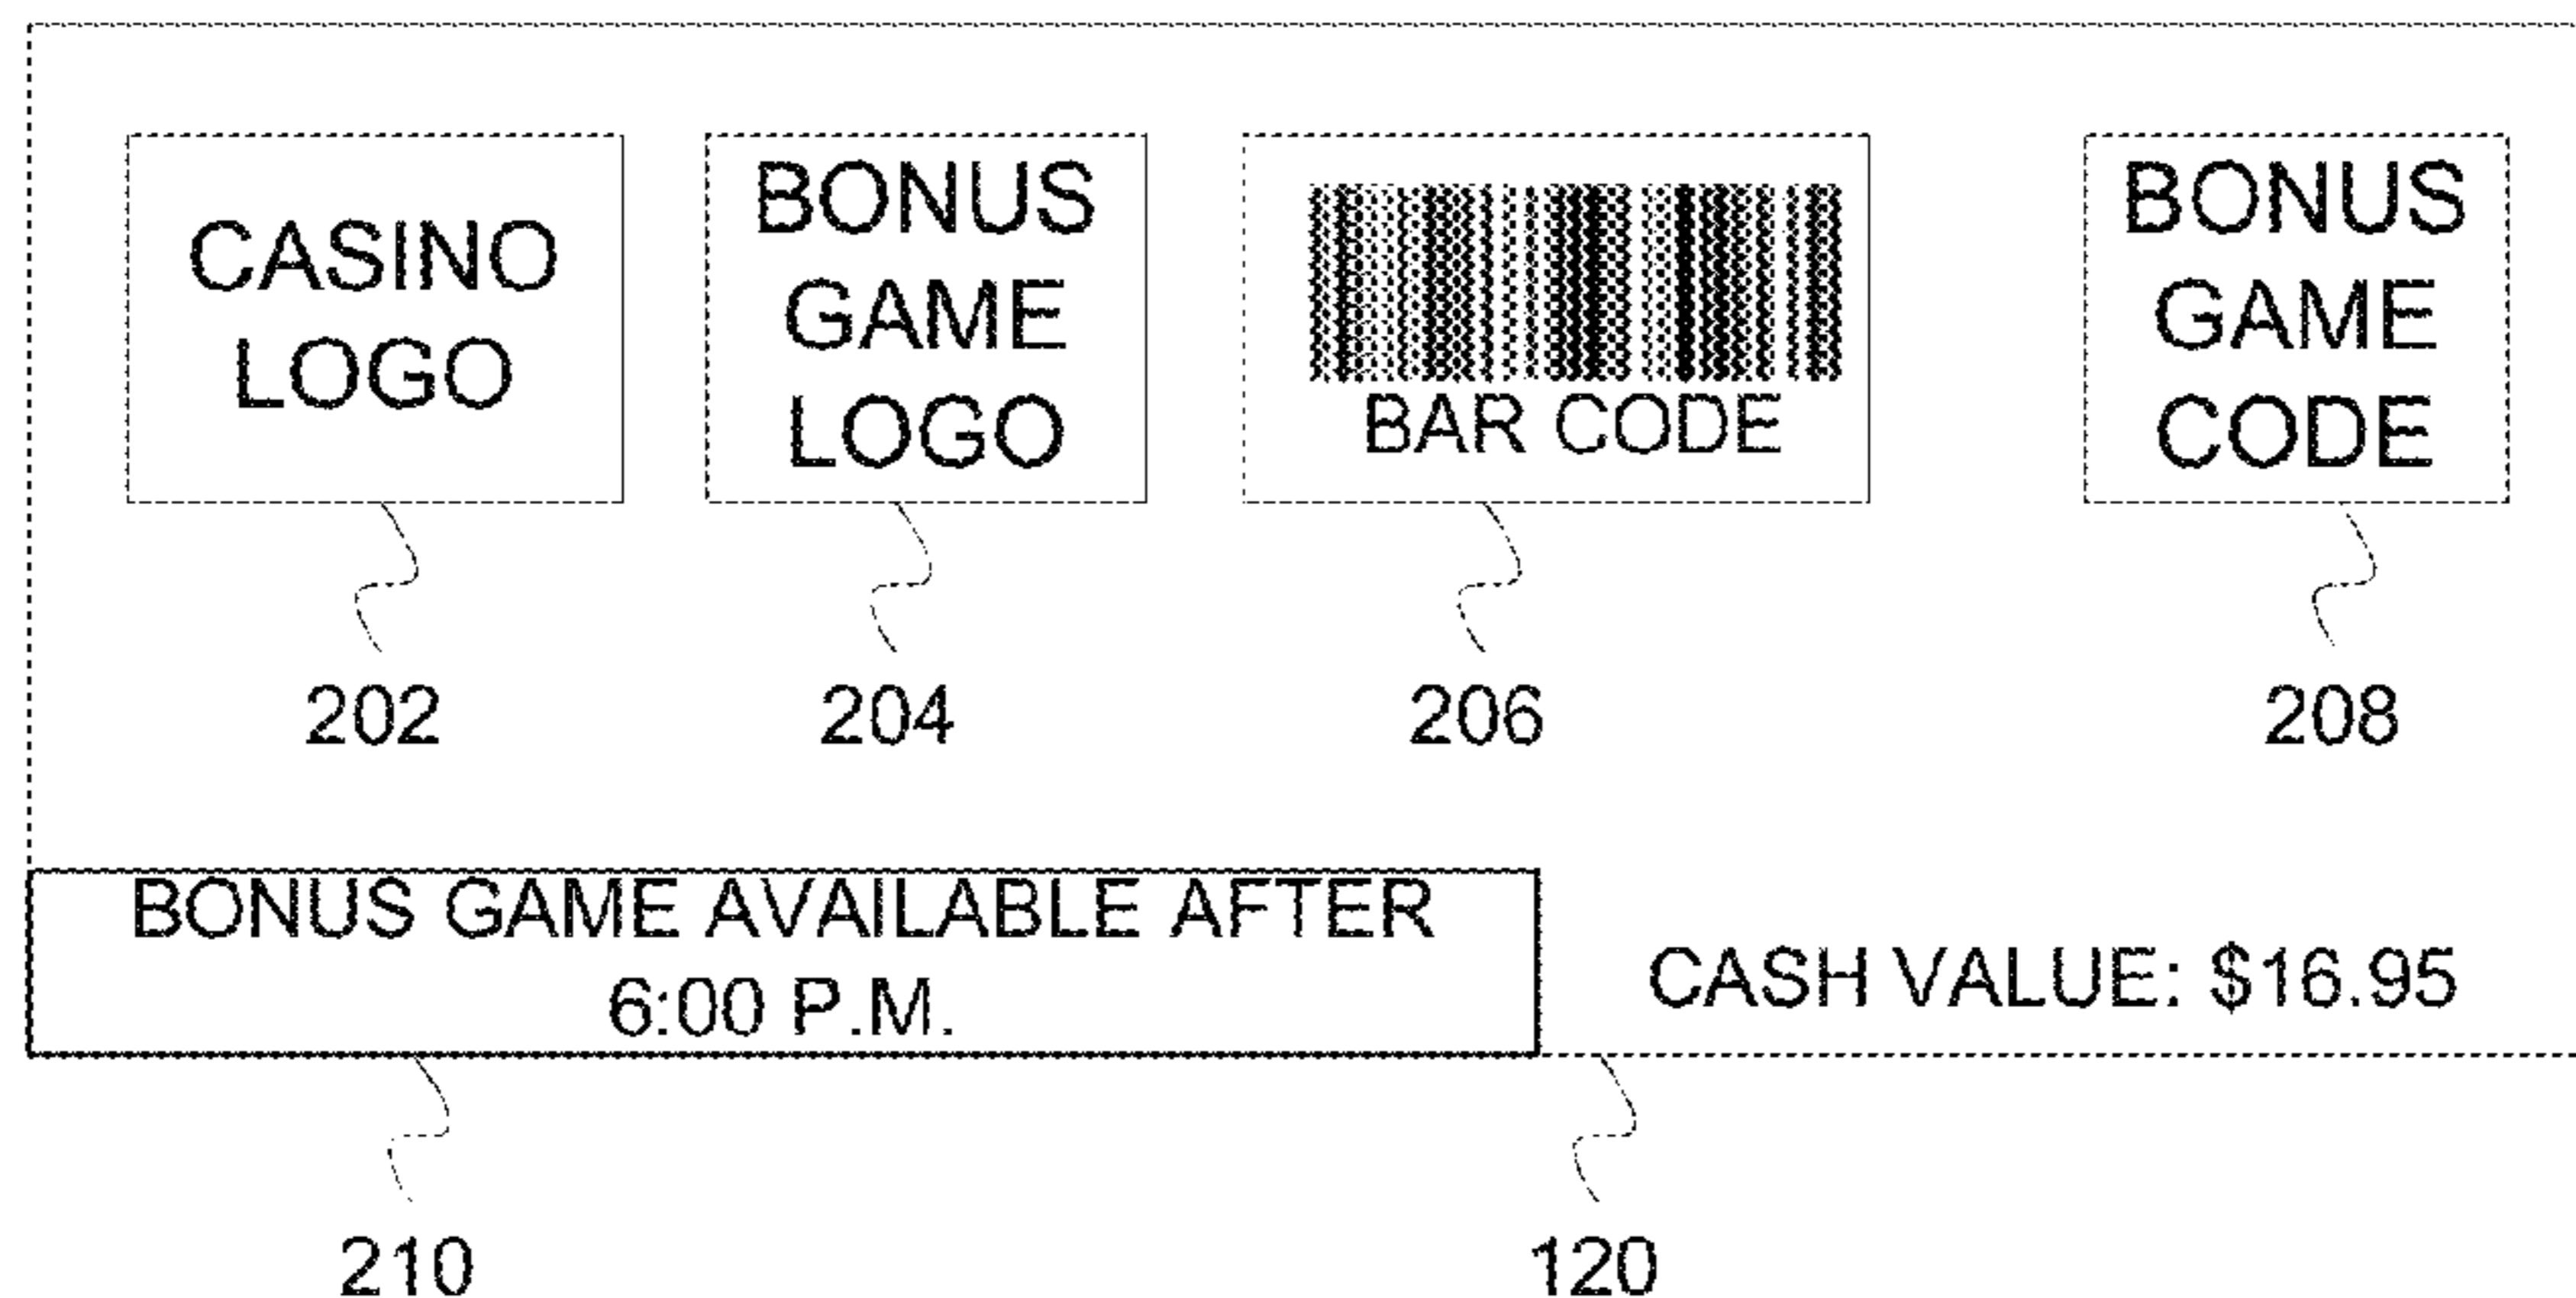 CASINO
LOGO
BONUS
GAME
LOGO
BAR CODE
BONUS
GAME
CODE
202
204
206
208
BONUS GAME AVAILABLE AFTER
6:00 P.M.
CASH VALUE: $16.95
210
120